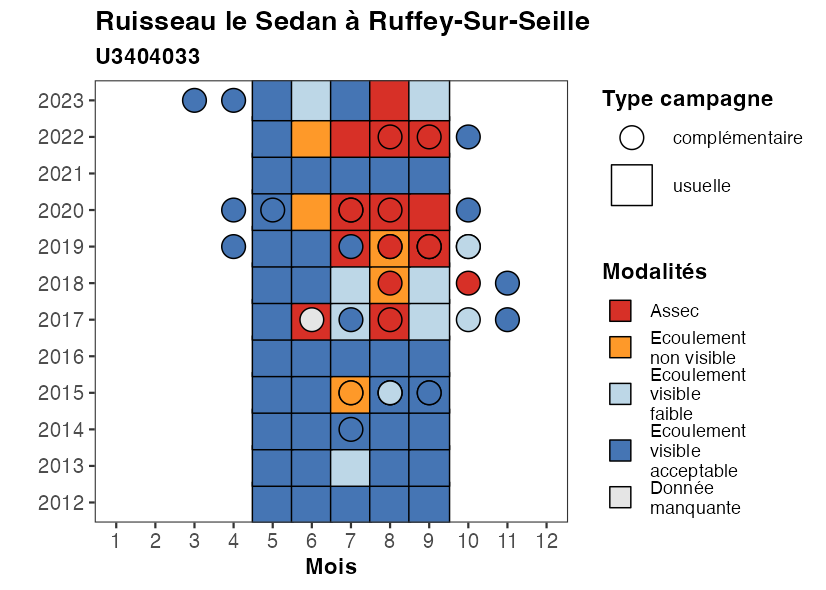 Ruisseau le Sedan à Ruffey-Sur-Seille
U3404033
2023
2022
2021
2020
2019
2018
2017
2016
2015
2014
2013
2012
1 2 3 4 5 6 7 8 9 10 11 12
Mois
Type campagne
complémentaire
usuelle
Modalités
Assec
Ecoulement
non visible
Ecoulement
visible
faible
Ecoulement
visible
acceptable
Donnée
manquante